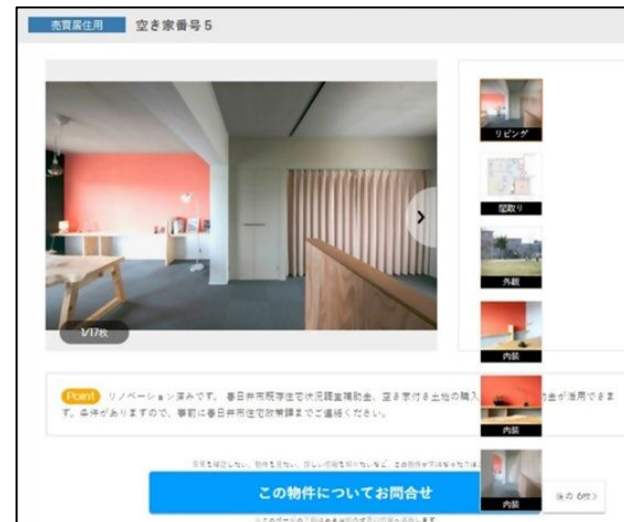 売買居住用 空き家番号5
リビング
間取り
外観
1/17枚
内装
Point リノベーション済みです。 春日井市既存住宅状況調査補助金、空き家付き土地の購入 金が活用できま
す。条件がありますので、事前に春日井市住宅政策課までご連絡ください。
内装
この物件についてお問合せ
内装
次の6枚>